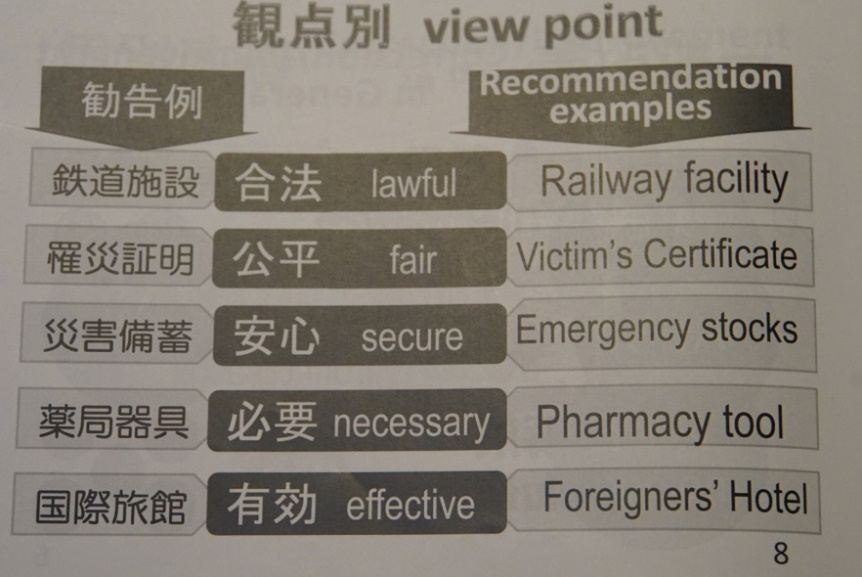 観点別 view point
勧告例
Recommendation
examples
鉄道施設 合法 lawful Railway facility
罹災証明 公平 fair Victim's Certificate
災害備蓄 安心 secure Emergency stocks
薬局器具 必要 necessary Pharmacy tool
国際旅館 有効 effective Foreigners' Hotel
8